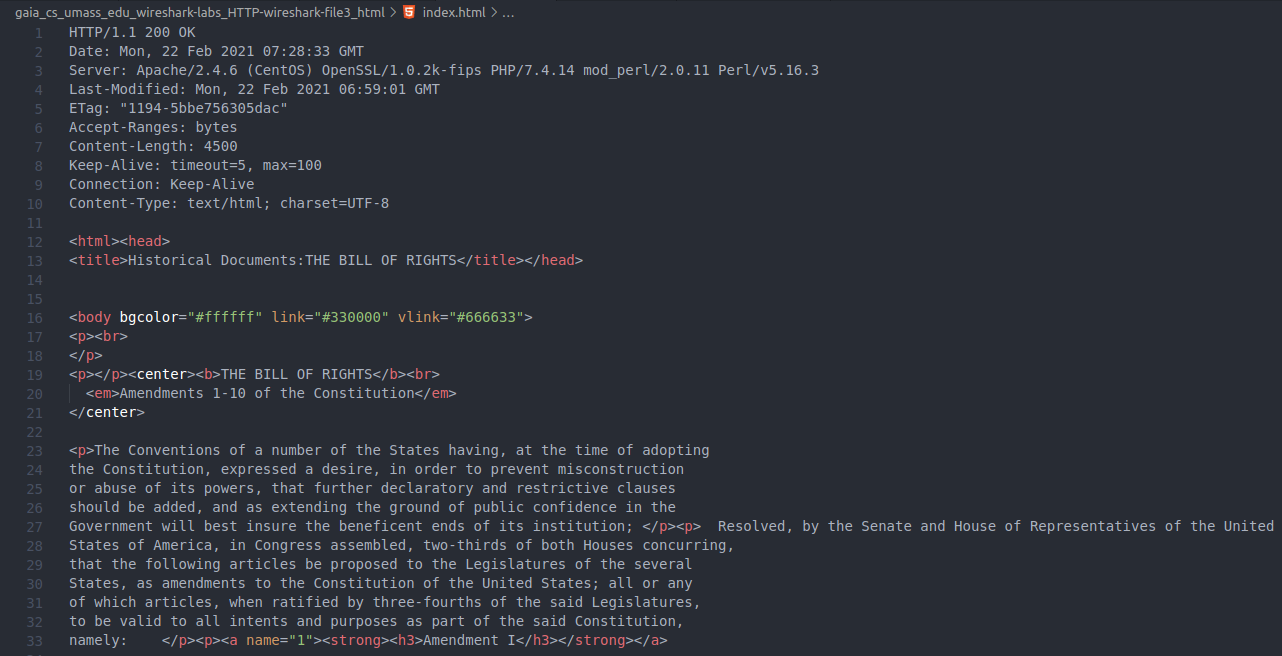 gaia_cs_umass_edu_wireshark-labs_HTTP-wireshark-file3_html > index.html > ...
1 HTTP/1.1 200 OK
2 Date: Mon, 22 Feb 2021 07:28:33 GMT
3 Server: Apache/2.4.6 (CentOS) OpenSSL/1.0.2k-fips PHP/7.4.14 mod_perl/2.0.11 Perl/v5.16.3
4 Last-Modified: Mon, 22 Feb 2021 06:59:01 GMT
5 ETag: "1194-5bbe756305dac"
6 Accept-Ranges: bytes
7 Content-Length: 4500
8 Keep-Alive: timeout=5, max=100
9 Connection: Keep-Alive
10 Content-Type: text/html; charset=UTF-8
11
12 <html><head>
13 <title>Historical Documents:THE BILL OF RIGHTS</title></head>
14
15
16 <body bgcolor="#ffffff" link="#330000" vlink="#666633">
17 <p><br>
18 </p>
19 <p></p><center><b>THE BILL OF RIGHTS</b><br>
20   <em>Amendments 1-10 of the Constitution</em>
21 </center>
22
23 <p>The Conventions of a number of the States having, at the time of adopting
24 the Constitution, expressed a desire, in order to prevent misconstruction
25 or abuse of its powers, that further declaratory and restrictive clauses
26 should be added, and as extending the ground of public confidence in the
27 Government will best insure the beneficent ends of its institution; </p><p>  Resolved, by the Senate and House of Representatives of the United
28 States of America, in Congress assembled, two-thirds of both Houses concurring,
29 that the following articles be proposed to the Legislatures of the several
30 States, as amendments to the Constitution of the United States; all or any
31 of which articles, when ratified by three-fourths of the said Legislatures,
32 to be valid to all intents and purposes as part of the said Constitution,
33 namely:    </p><p><a name="1"><strong><h3>Amendment I</h3></strong></a>